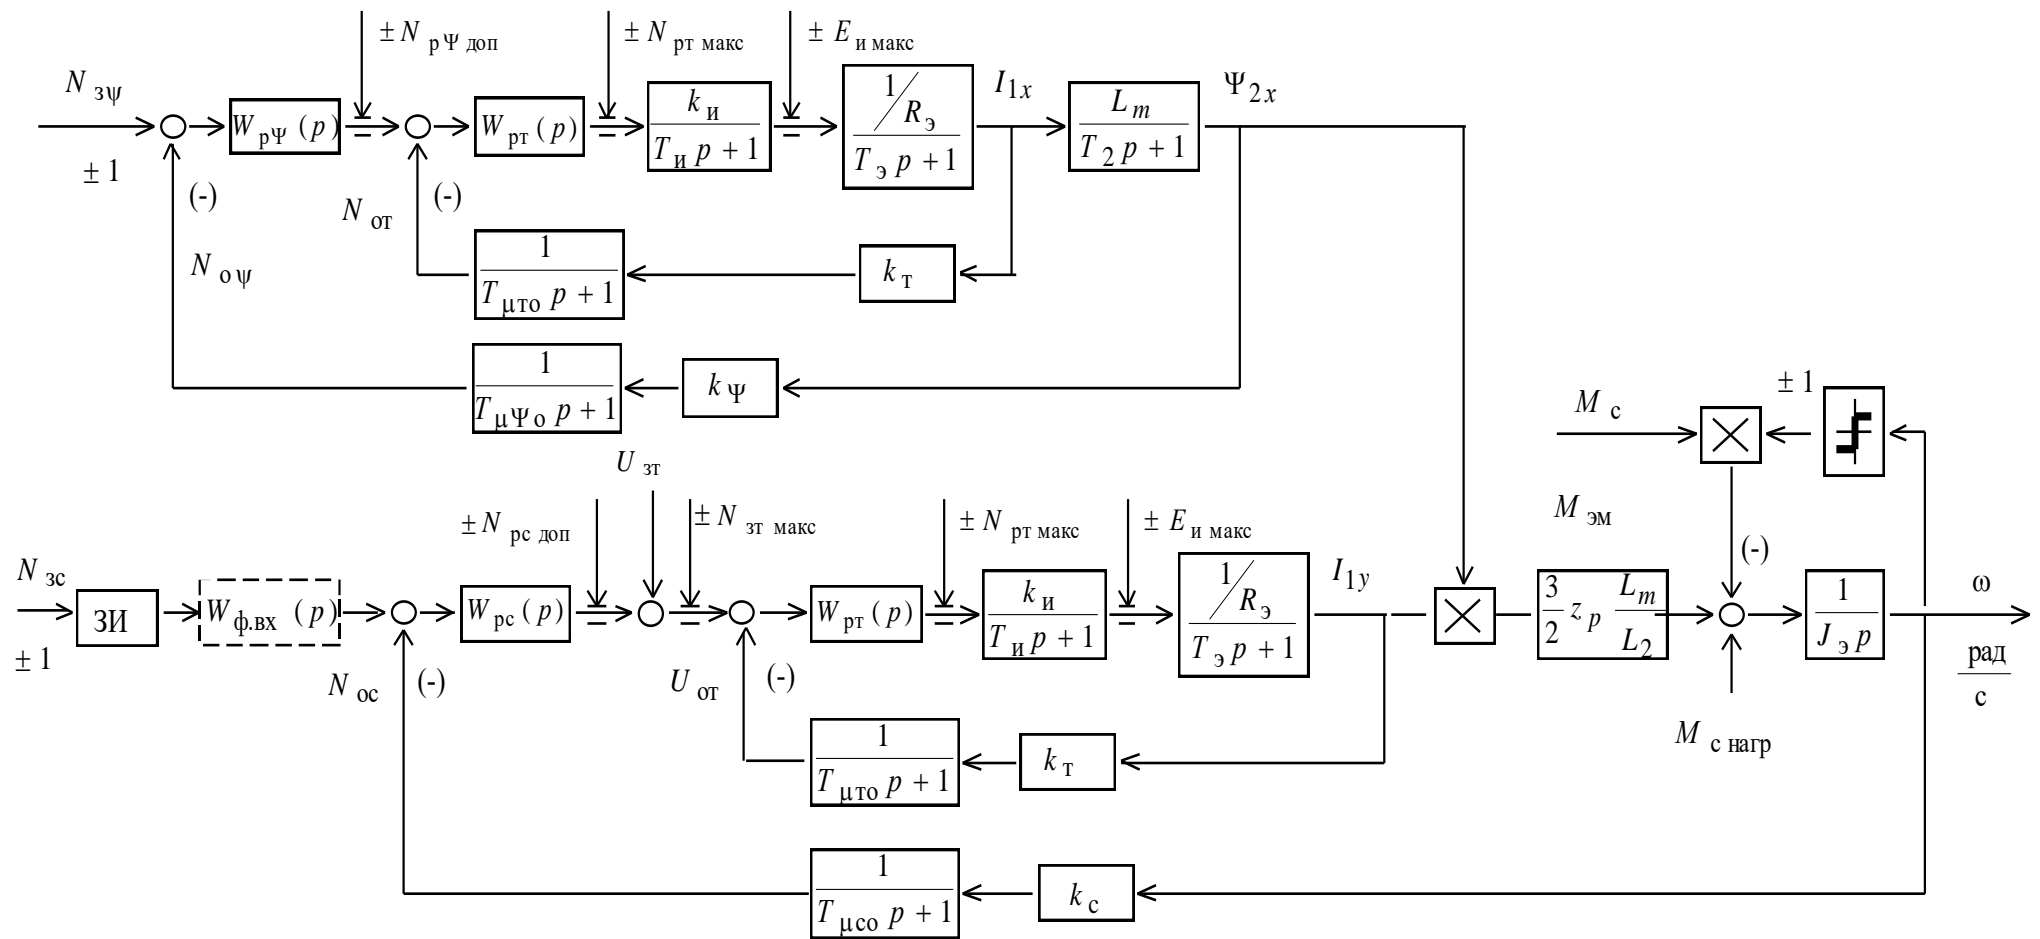 ± N рΨ доп
± N рт макс
± E и макс
N зψ
± 1
W рΨ (p)
W рт (p)
k и
T и p + 1
1/R э
T э p + 1
I 1x
L m
T 2 p + 1
Ψ 2x
(-)
N от
(-)
N оψ
1
T μто p + 1
k т
1
T μΨо p + 1
k Ψ
M с
± 1
U зт
± N рс доп
± N зт макс
± N рт макс
± E и макс
M эм
(-)
N зс
± 1
ЗИ
W ф.вх (p)
W рс (p)
W рт (p)
k и
T и p + 1
1/R э
T э p + 1
I 1y
3
2
z p
L m
L 2
1
J э p
ω
рад
с
N ос
(-)
U от
(-)
M с нагр
1
T μто p + 1
k т
1
T μсо p + 1
k с